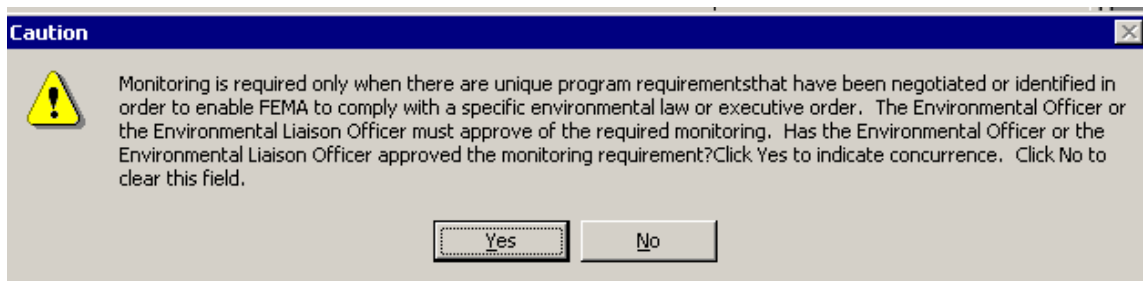 Caution
Monitoring is required only when there are unique program requirementsthat have been negotiated or identified in
order to enable FEMA to comply with a specific environmental law or executive order.  The Environmental Officer or
the Environmental Liaison Officer must approve of the required monitoring.  Has the Environmental Officer or the
Environmental Liaison Officer approved the monitoring requirement?Click Yes to indicate concurrence.  Click No to
clear this field.
Yes
No